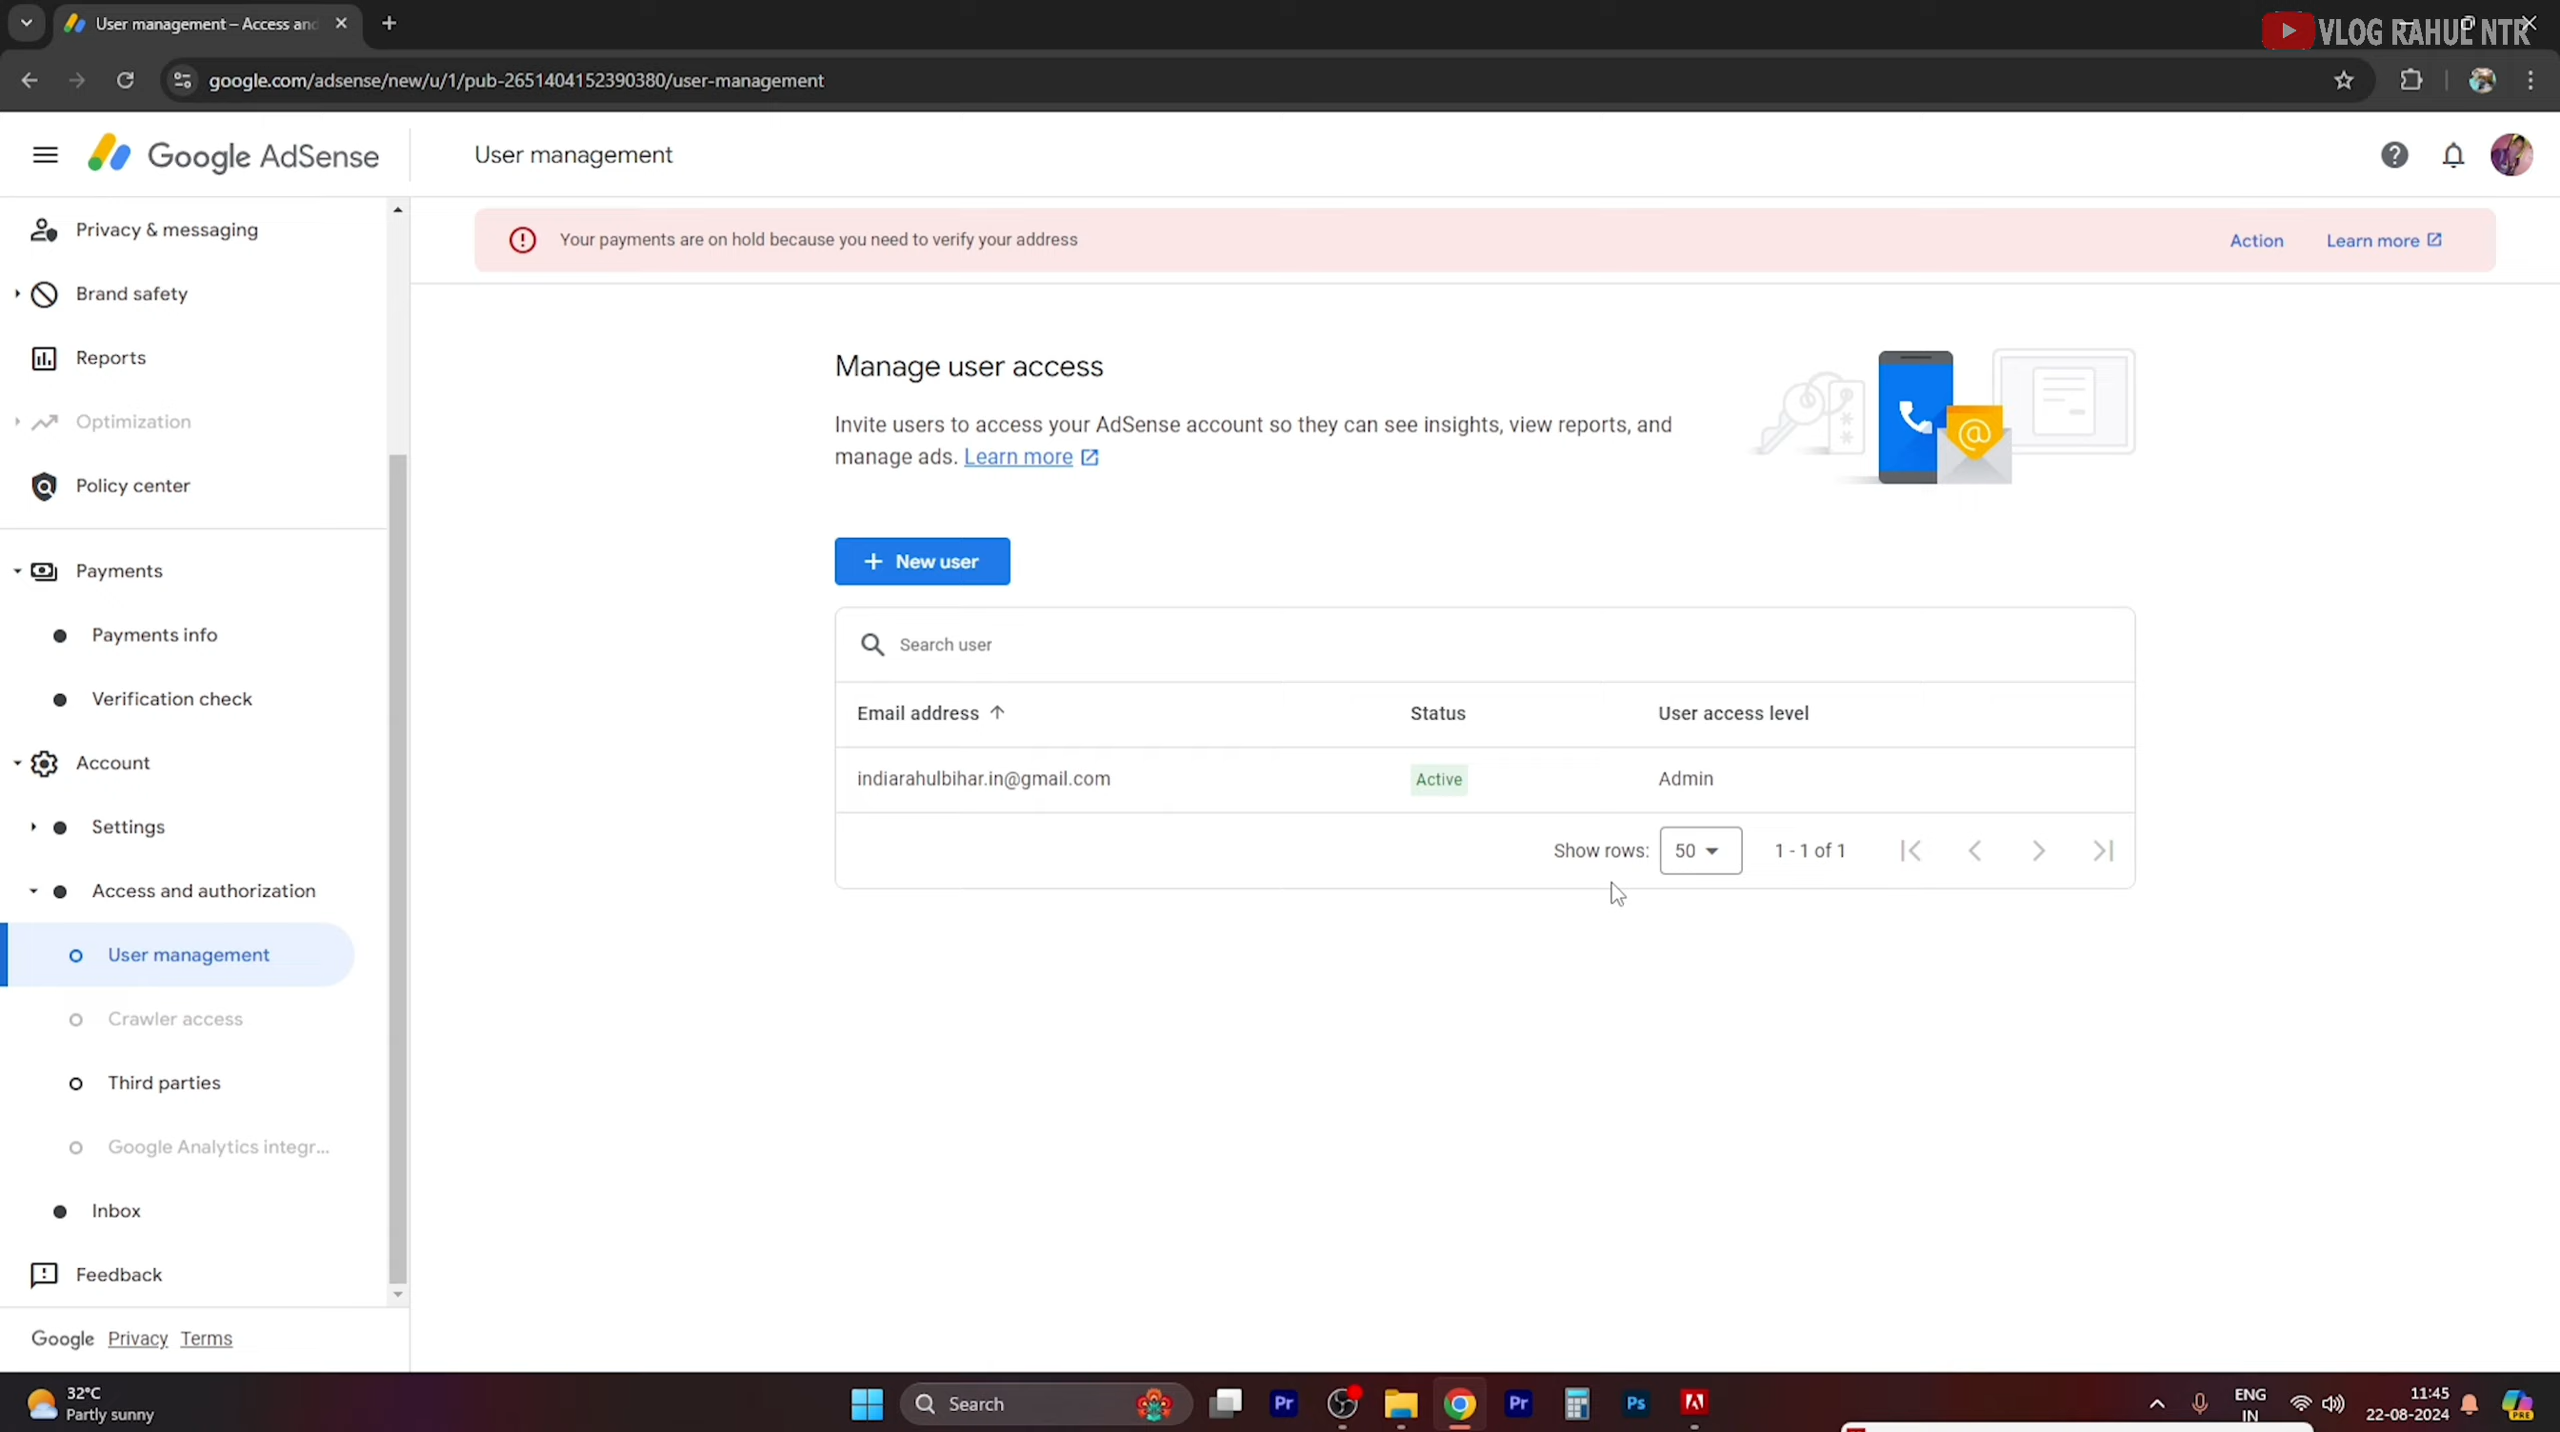 User management – Access and
VLOG RAHUL NTR
google.com/adsense/new/u/1/pub-2651404152390380/user-management
Google AdSense
User management
Privacy & messaging
Brand safety
Reports
Optimization
Policy center
Payments
Payments info
Verification check
Account
Settings
Access and authorization
User management
Crawler access
Third parties
Google Analytics integr...
Inbox
Feedback
Google Privacy Terms
Your payments are on hold because you need to verify your address
Action
Learn more
Manage user access
Invite users to access your AdSense account so they can see insights, view reports, and
manage ads. Learn more
@
New user
Search user
Email address
Status
User access level
indiarahulbihar.in@gmail.com
Active
Admin
Show rows: 50
1 - 1 of 1
32°C
Partly sunny
Search
Pr
Pr
Ps
ENG
IN
11:45
22-08-2024
PRE